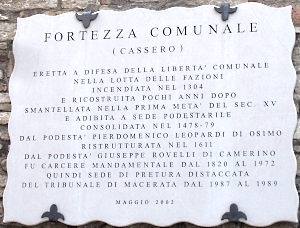 FORTEZZA COMUNALE
(CASSERO)
ERETTA A DIFESA DELLA LIBERTA' COMUNALE
NELLA LOTTA DELLE FAZIONI
INCENDIATA NEL 1304
E RICOSTRUITA POCHI ANNI DOPO
SMANTELLATA NELLA PRIMA META' DEL SEC. XV
E ADIBITA A SEDE PODESTARILE
CONSOLIDATA NEL 1478-79
DAL PODESTA' PIERDOMENICO LEOPARDI DI OSIMO
RISTRUTTURATA NEL 1611
DAL PODESTA' GIUSEPPE ROVELLI DI CAMERINO
FU CARCERE MANDAMENTALE DAL 1820 AL 1972
QUINDI SEDE DI PRETURA DISTACCATA
DEL TRIBUNALE DI MACERATA DAL 1987 AL 1989
MAGGIO 2002